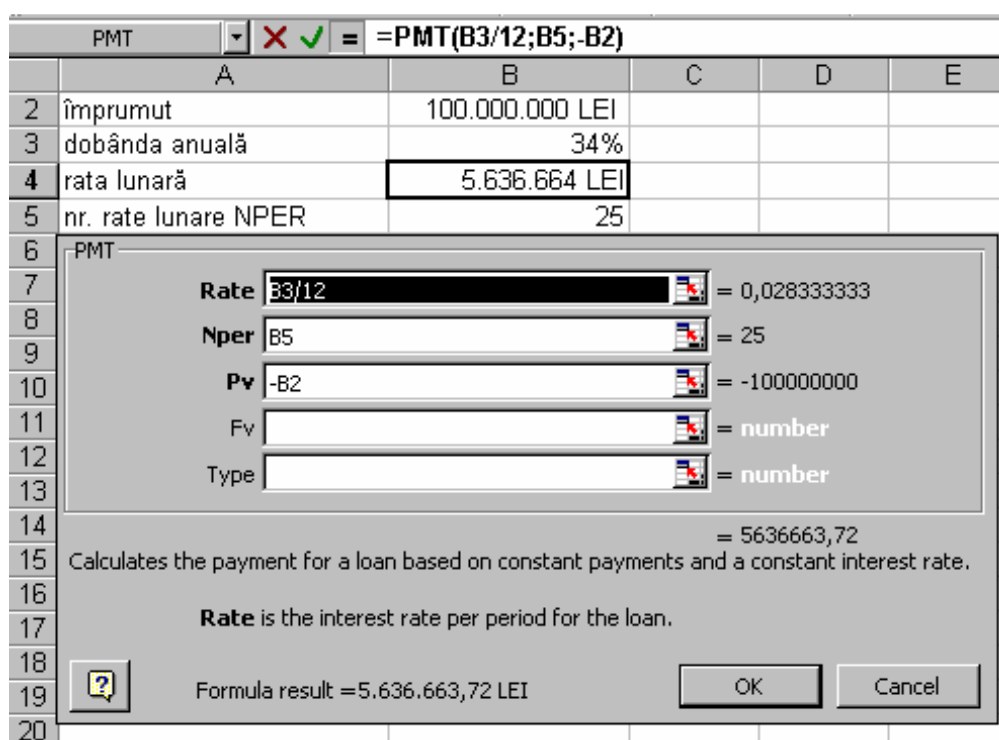 PMT = =PMT(B3/12;B5;-B2)
A B C D E
2 împrumut 100.000.000 LEI
3 dobânda anuală 34%
4 rata lunară 5.636.664 LEI
5 nr. rate lunare NPER 25
6 PMT
7 Rate B3/12 = 0,028333333
8
9 Nper B5 = 25
10 Pv -B2 = -100000000
11 Fv = number
12
13 Type = number
14 = 5636663,72
15 Calculates the payment for a loan based on constant payments and a constant interest rate.
16
17 Rate is the interest rate per period for the loan.
18
19 ? Formula result =5.636.663,72 LEI OK Cancel
20